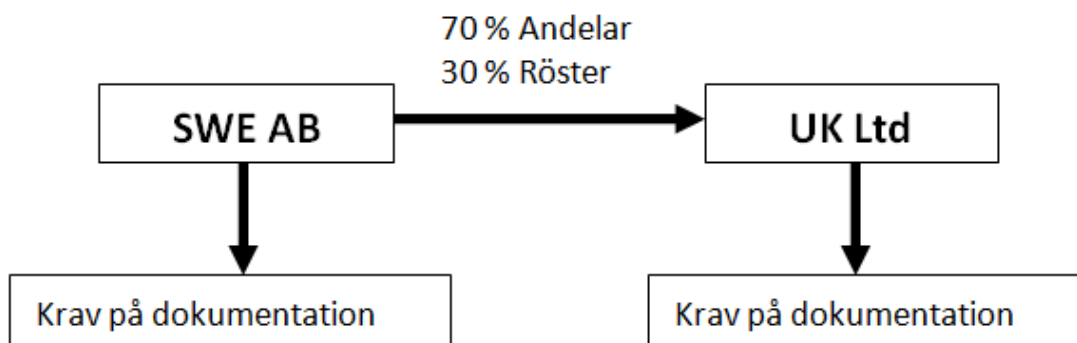 70 % Andelar
30 % Röster
SWE AB
UK Ltd
Krav på dokumentation
Krav på dokumentation